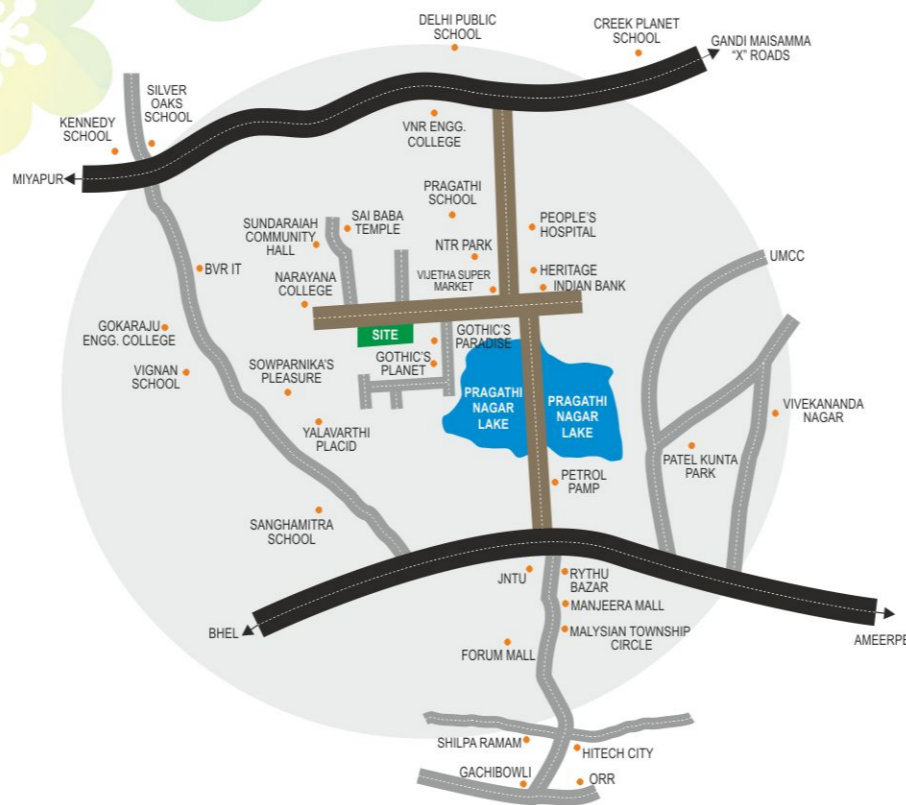 DELHI PUBLIC
SCHOOL
CREEK PLANET
SCHOOL
GANDI MAISAMMA
"X" ROADS
SILVER
OAKS
SCHOOL
KENNEDY
SCHOOL
MIYAPUR
VNR ENGG.
COLLEGE
PRAGATHI
SCHOOL
SAI BABA
TEMPLE
SUNDARAIAH
COMMUNITY
HALL
PEOPLE'S
HOSPITAL
NTR PARK
UMCC
BVR IT
NARAYANA
COLLEGE
VIJETHA SUPER
MARKET
HERITAGE
INDIAN BANK
GOKARAJU
ENGG. COLLEGE
SITE
GOTHIC'S
PARADISE
GOTHIC'S
PLANET
VIGNAN
SCHOOL
SOWPARNIKA'S
PLEASURE
PRAGATHI
NAGAR
LAKE
PRAGATHI
NAGAR
LAKE
VIVEKANANDA
NAGAR
YALAVARTHI
PLACID
PATEL KUNTA
PARK
PETROL
PAMP
SANGHAMITRA
SCHOOL
JNTU
RYTHU
BAZAR
MANJEERA MALL
BHEL
MALYSIAN TOWNSHIP
CIRCLE
AMEERPE
FORUM MALL
SHILPA RAMAM
HITECH CITY
GACHIBOWLI
ORR